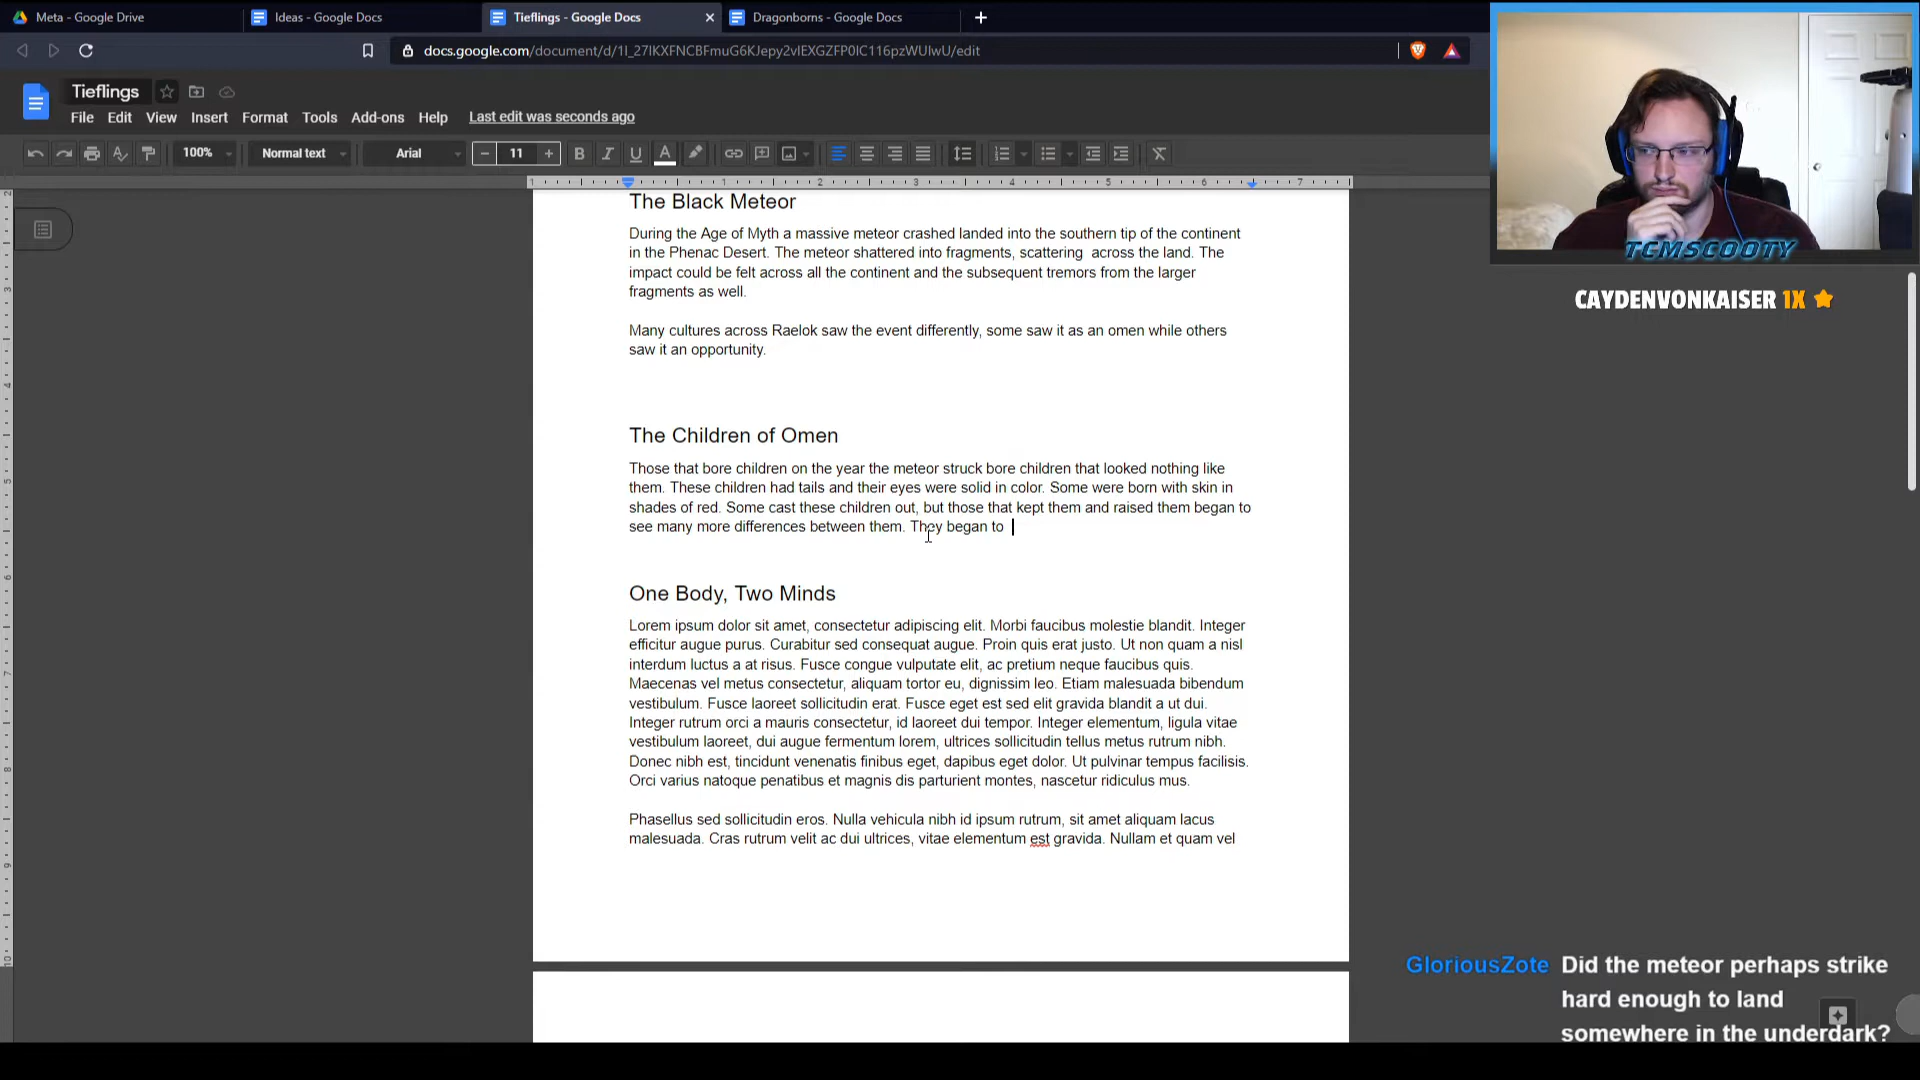 Meta - Google Drive
Ideas - Google Docs
Tieflings - Google Docs
Dragonborns - Google Docs
docs.google.com/document/d/1I_27IKXFNCBFmuG6KJepy2vIEXGZFP0IC116pzWUlwU/edit
Tieflings
File Edit View Insert Format Tools Add-ons Help Last edit was seconds ago
100% Normal text Arial 11
1 1 2 3 4 5 6 7
The Black Meteor
During the Age of Myth a massive meteor crashed landed into the southern tip of the continent
in the Phenac Desert. The meteor shattered into fragments, scattering  across the land. The
impact could be felt across all the continent and the subsequent tremors from the larger
fragments as well.
Many cultures across Raelok saw the event differently, some saw it as an omen while others
saw it an opportunity.
The Children of Omen
Those that bore children on the year the meteor struck bore children that looked nothing like
them. These children had tails and their eyes were solid in color. Some were born with skin in
shades of red. Some cast these children out, but those that kept them and raised them began to
see many more differences between them. They began to
One Body, Two Minds
Lorem ipsum dolor sit amet, consectetur adipiscing elit. Morbi faucibus molestie blandit. Integer
efficitur augue purus. Curabitur sed consequat augue. Proin quis erat justo. Ut non quam a nisl
interdum luctus a at risus. Fusce congue vulputate elit, ac pretium neque faucibus quis.
Maecenas vel metus consectetur, aliquam tortor eu, dignissim leo. Etiam malesuada bibendum
vestibulum. Fusce laoreet sollicitudin erat. Fusce eget est sed elit gravida blandit a ut dui.
Integer rutrum orci a mauris consectetur, id laoreet dui tempor. Integer elementum, ligula vitae
vestibulum laoreet, dui augue fermentum lorem, ultrices sollicitudin tellus metus rutrum nibh.
Donec nibh est, tincidunt venenatis finibus eget, dapibus eget dolor. Ut pulvinar tempus facilisis.
Orci varius natoque penatibus et magnis dis parturient montes, nascetur ridiculus mus.
Phasellus sed sollicitudin eros. Nulla vehicula nibh id ipsum rutrum, sit amet aliquam lacus
malesuada. Cras rutrum velit ac dui ultrices, vitae elementum est gravida. Nullam et quam vel
TCMSCOOTY
CAYDENVONKAISER 1X
GloriousZote Did the meteor perhaps strike
hard enough to land
somewhere in the underdark?